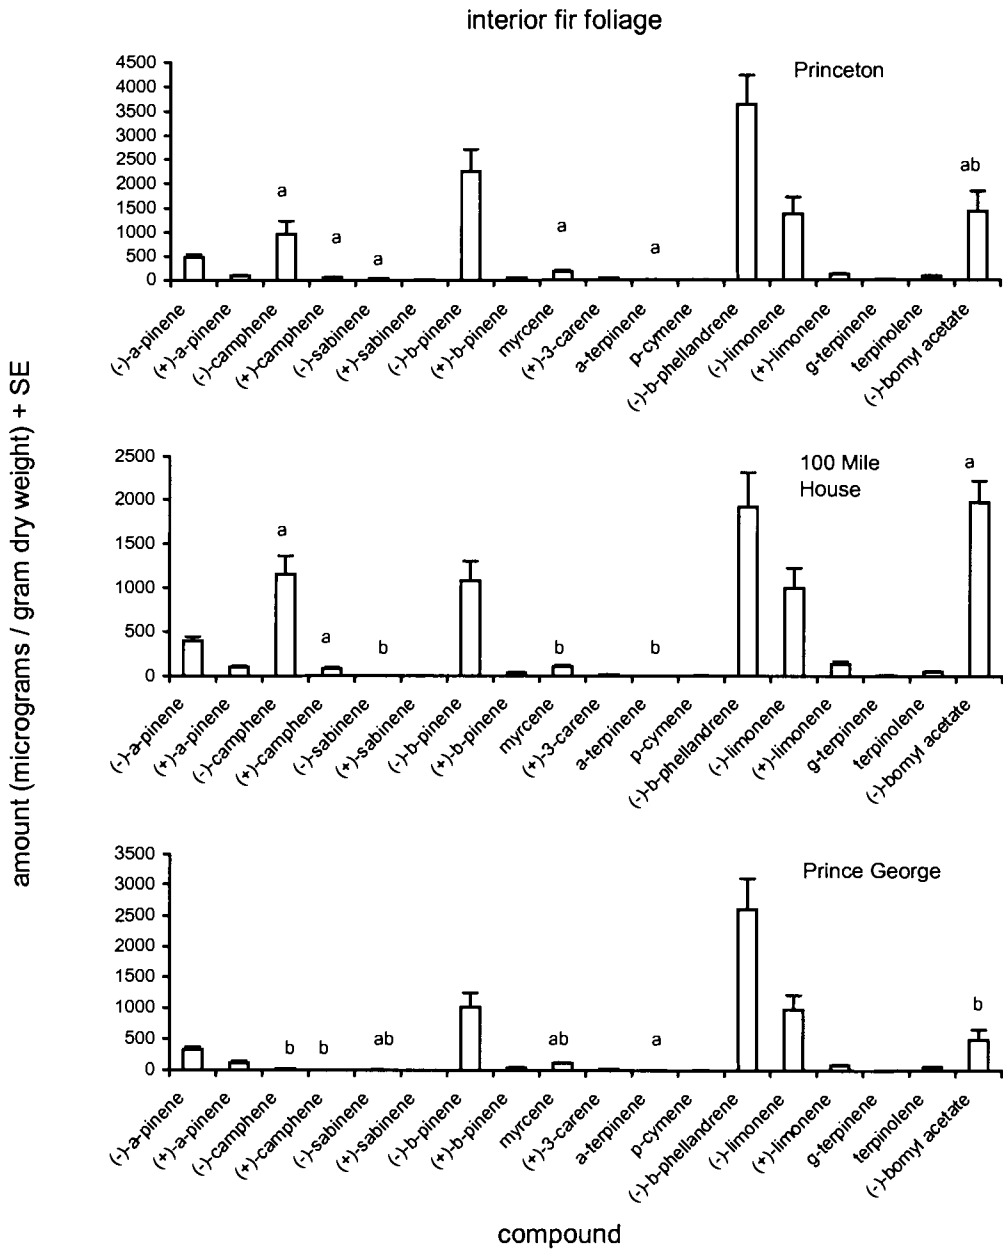 interior fir foliage
amount (micrograms / gram dry weight) + SE
Princeton
4500
4000
3500
3000
2500
2000
1500
1000
500
0
a
a
a
a
a
ab
(-)-a-pinene
(+)-a-pinene
(-)-camphene
(+)-camphene
(-)-sabinene
(+)-sabinene
(-)-b-pinene
(+)-b-pinene
myrcene
(+)-3-carene
a-terpinene
p-cymene
(-)-b-phellandrene
(-)-limonene
(+)-limonene
g-terpinene
terpinolene
(-)-bornyl acetate
100 Mile
House
2500
2000
1500
1000
500
0
a
a
b
b
b
a
(-)-a-pinene
(+)-a-pinene
(-)-camphene
(+)-camphene
(-)-sabinene
(+)-sabinene
(-)-b-pinene
(+)-b-pinene
myrcene
(+)-3-carene
a-terpinene
p-cymene
(-)-b-phellandrene
(-)-limonene
(+)-limonene
g-terpinene
terpinolene
(-)-bornyl acetate
Prince George
3500
3000
2500
2000
1500
1000
500
0
b
b
ab
ab
a
b
(-)-a-pinene
(+)-a-pinene
(-)-camphene
(+)-camphene
(-)-sabinene
(+)-sabinene
(-)-b-pinene
(+)-b-pinene
myrcene
(+)-3-carene
a-terpinene
p-cymene
(-)-b-phellandrene
(-)-limonene
(+)-limonene
g-terpinene
terpinolene
(-)-bornyl acetate
compound